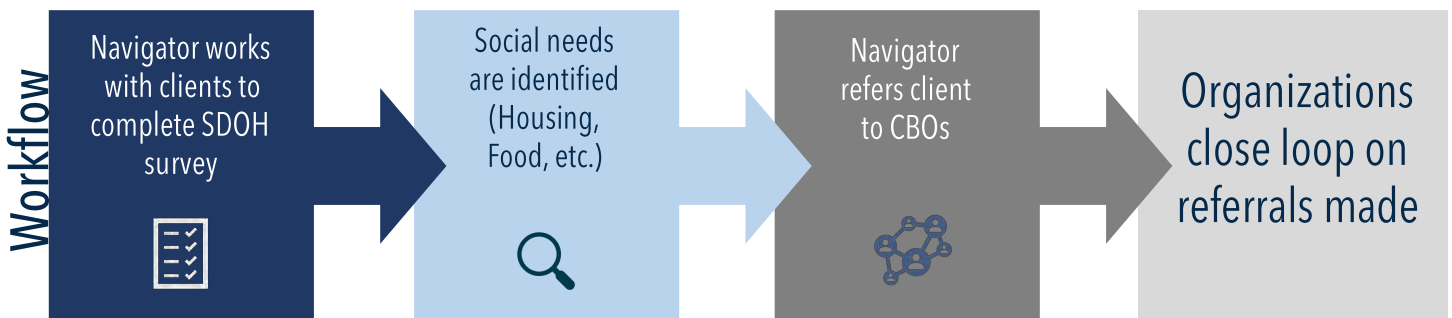 Workflow
Navigator works
with clients to
complete SDOH
survey
Social needs
are identified
(Housing,
Food, etc.)
Navigator
refers client
to CBOs
Organizations
close loop on
referrals made